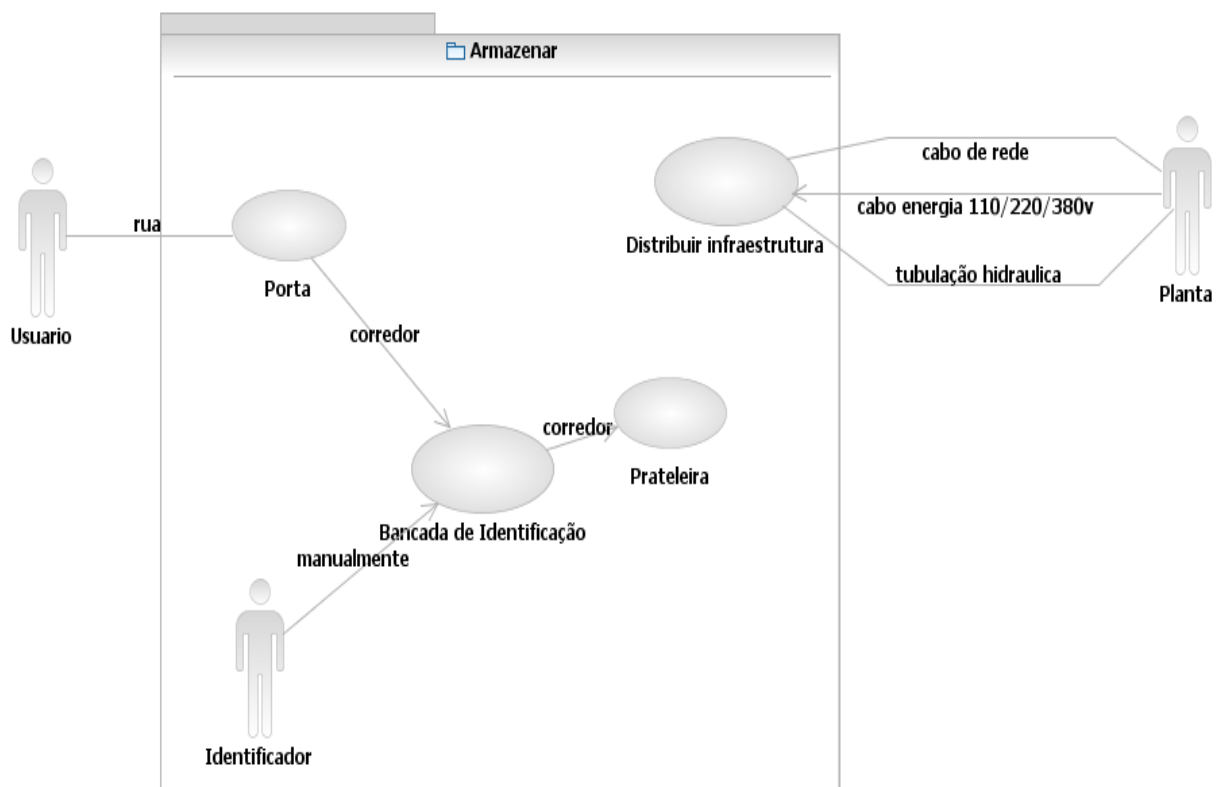 Armazenar
cabo de rede
cabo energia 110/220/380v
rua
Distribuir infraestrutura
tubulação hidraulica
Porta
Planta
Usuario
corredor
corredor
Prateleira
Bancada de Identificação
manualmente
Identificador